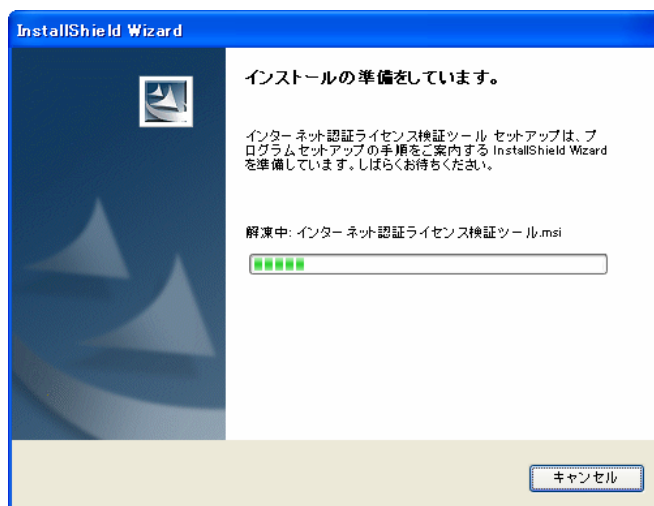 InstallShield Wizard
インストールの準備をしています。
インターネット認証ライセンス検証ツール セットアップは、プ
ログラムセットアップの手順をご案内する InstallShield Wizard
を準備しています。しばらくお待ちください。
解凍中: インターネット認証ライセンス検証ツール.msi
キャンセル